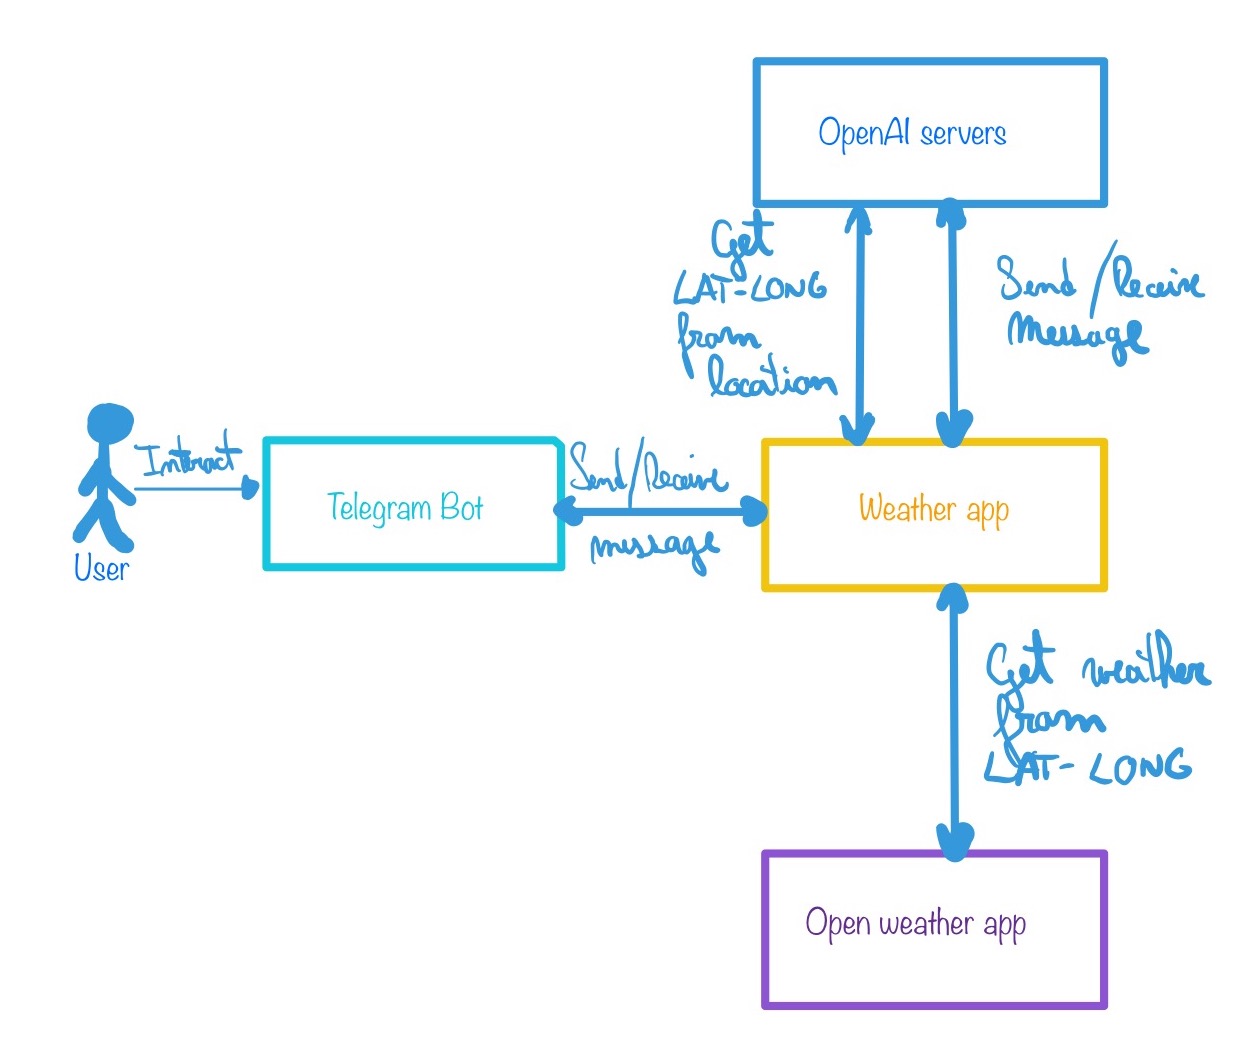 OpenAI servers
Get
LAT-LONG
from
location
Send/Receive
Message
Interact
User
Telegram Bot
Send/Receive
message
Weather app
Get weather
from
LAT-LONG
Open weather app